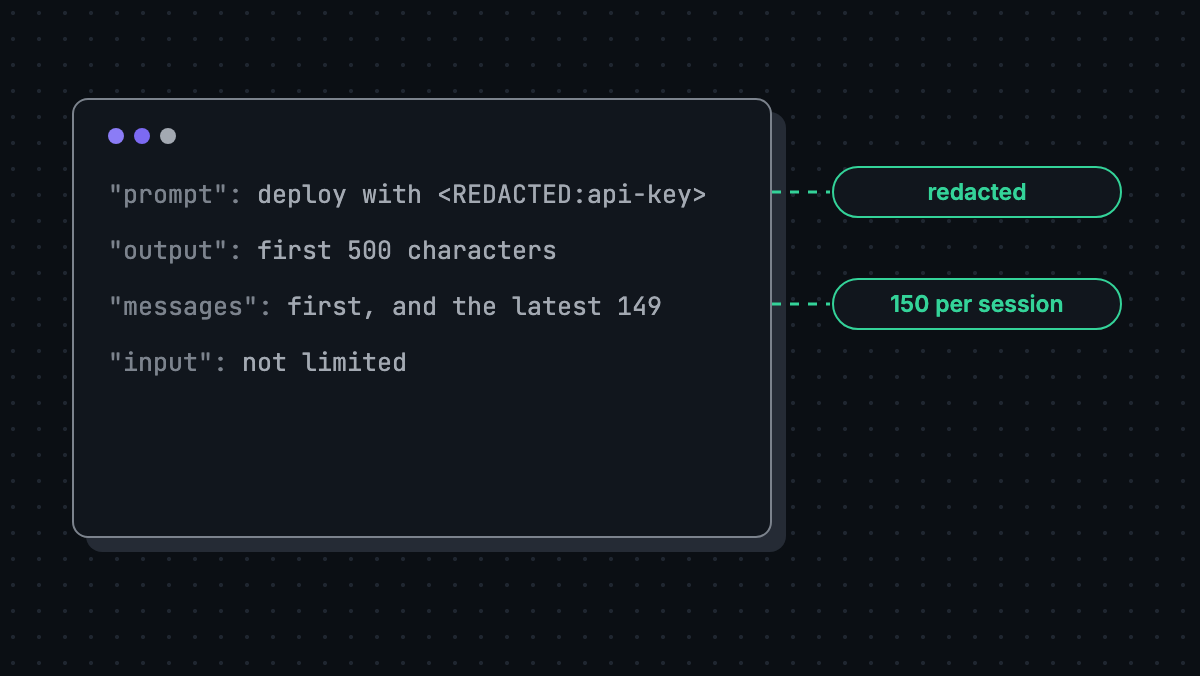 "prompt": deploy with <REDACTED:api-key>
redacted
"output": first 500 characters
"messages": first, and the latest 149
150 per session
"input": not limited